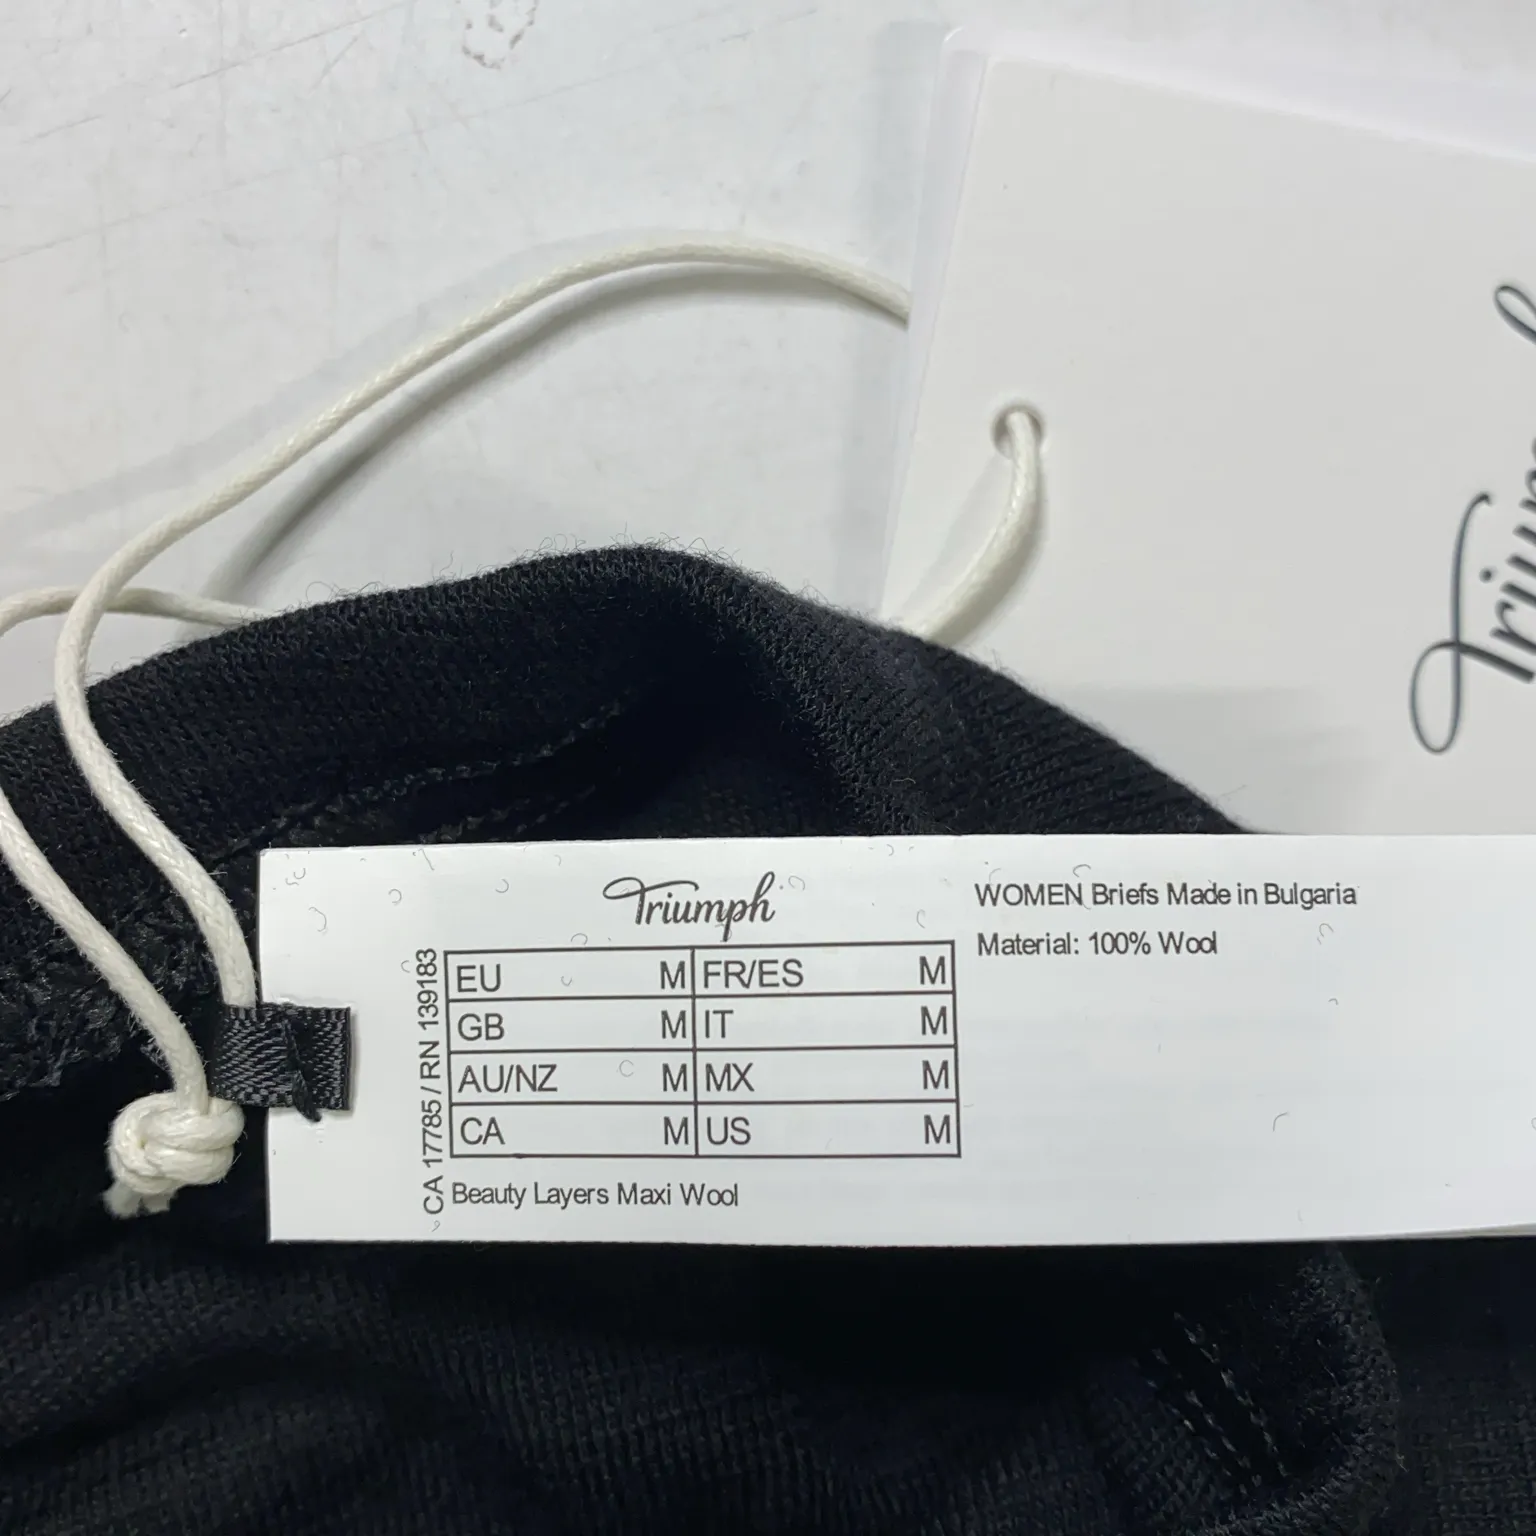 Trium
Triumph
EU M FR/ES M
GB M IT M
AU/NZ M MX M
CA M US M
CA 17785 / RN 139183
Beauty Layers Maxi Wool
WOMEN Briefs Made in Bulgaria
Material: 100% Wool